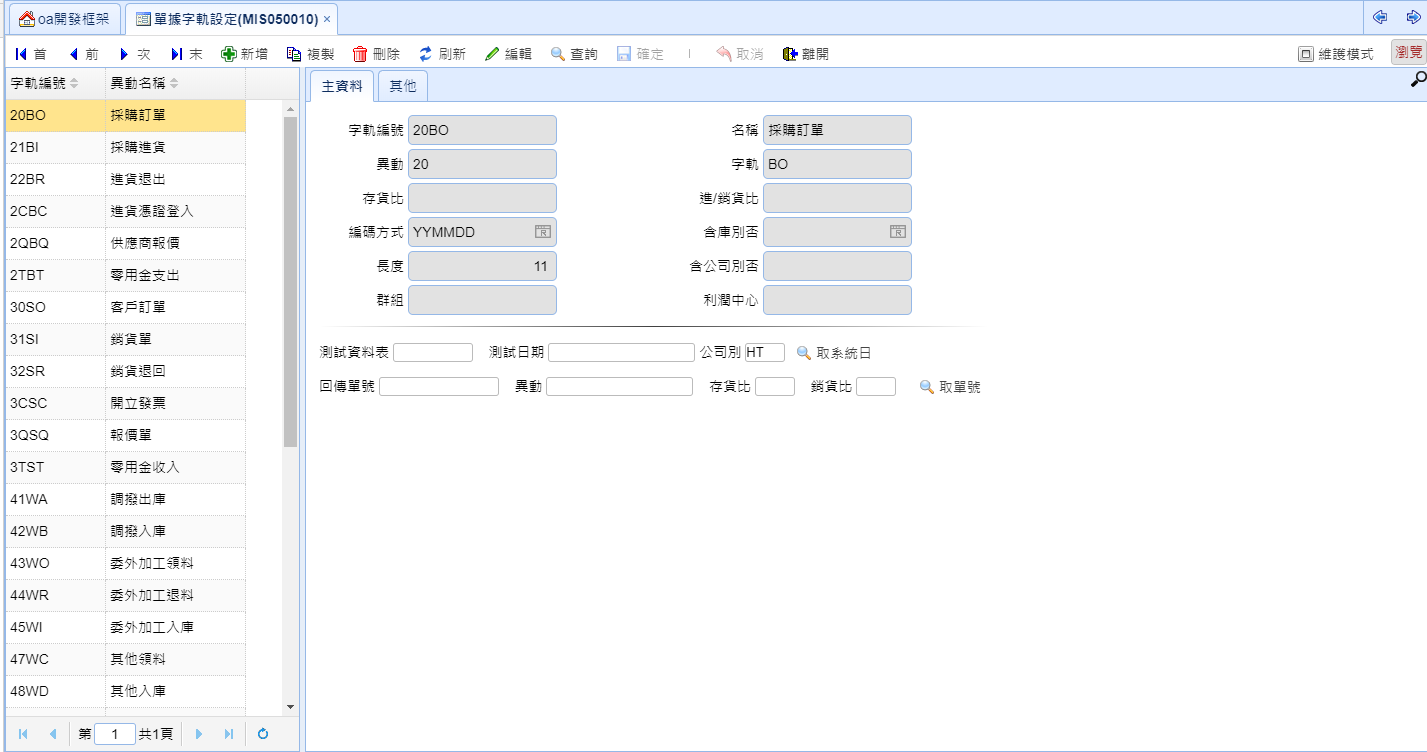 oa開發框架 單據字軌設定(MIS050010) ×
首 前 次 末 新增 複製 刪除 刷新 編輯 查詢 確定 取消 離開 維護模式 瀏覽
字軌編號 異動名稱
20BO 採購訂單
21BI 採購進貨
22BR 進貨退出
2CBC 進貨憑證登入
2QBQ 供應商報價
2TBT 零用金支出
30SO 客戶訂單
31SI 銷貨單
32SR 銷貨退回
3CSC 開立發票
3QSQ 報價單
3TST 零用金收入
41WA 調撥出庫
42WB 調撥入庫
43WO 委外加工領料
44WR 委外加工退料
45WI 委外加工入庫
47WC 其他領料
48WD 其他入庫
第 1 共1頁
主資料 其他
字軌編號 20BO 名稱 採購訂單
異動 20 字軌 BO
存貨比 進/銷貨比
編碼方式 YYMMDD R 含庫別否 R
長度 11 含公司別否
群組 利潤中心
測試資料表 測試日期 公司別 HT 取系統日
回傳單號 異動 存貨比 銷貨比 取單號